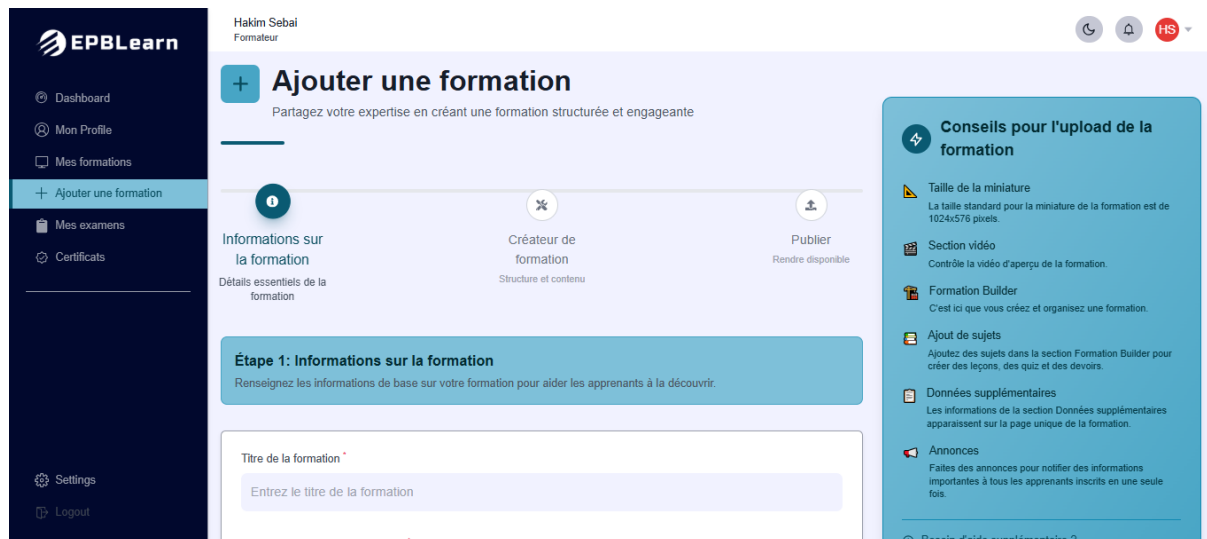 EPBLearn
Dashboard
Mon Profile
Mes formations
Ajouter une formation
Mes examens
Certificats
Settings
Logout
Hakim Sebai
Formateur
HS
Ajouter une formation
Partagez votre expertise en créant une formation structurée et engageante
Informations sur
la formation
Détails essentiels de la
formation
Créateur de
formation
Structure et contenu
Publier
Rendre disponible
Étape 1: Informations sur la formation
Renseignez les informations de base sur votre formation pour aider les apprenants à la découvrir.
Titre de la formation *
Entrez le titre de la formation
Conseils pour l'upload de la
formation
Taille de la miniature
La taille standard pour la miniature de la formation est de
1024x576 pixels.
Section vidéo
Contrôle la vidéo d'aperçu de la formation.
Formation Builder
C'est ici que vous créez et organisez une formation.
Ajout de sujets
Ajoutez des sujets dans la section Formation Builder pour
créer des leçons, des quiz et des devoirs.
Données supplémentaires
Les informations de la section Données supplémentaires
apparaissent sur la page unique de la formation.
Annonces
Faites des annonces pour notifier des informations
importantes à tous les apprenants inscrits en une seule
fois.
Besoin d'aide supplémentaire ?